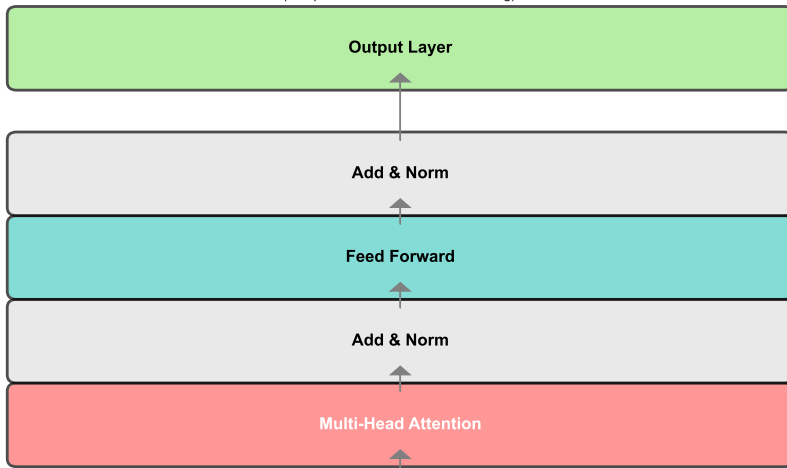 Output Layer
Add & Norm
Feed Forward
Add & Norm
Multi-Head Attention